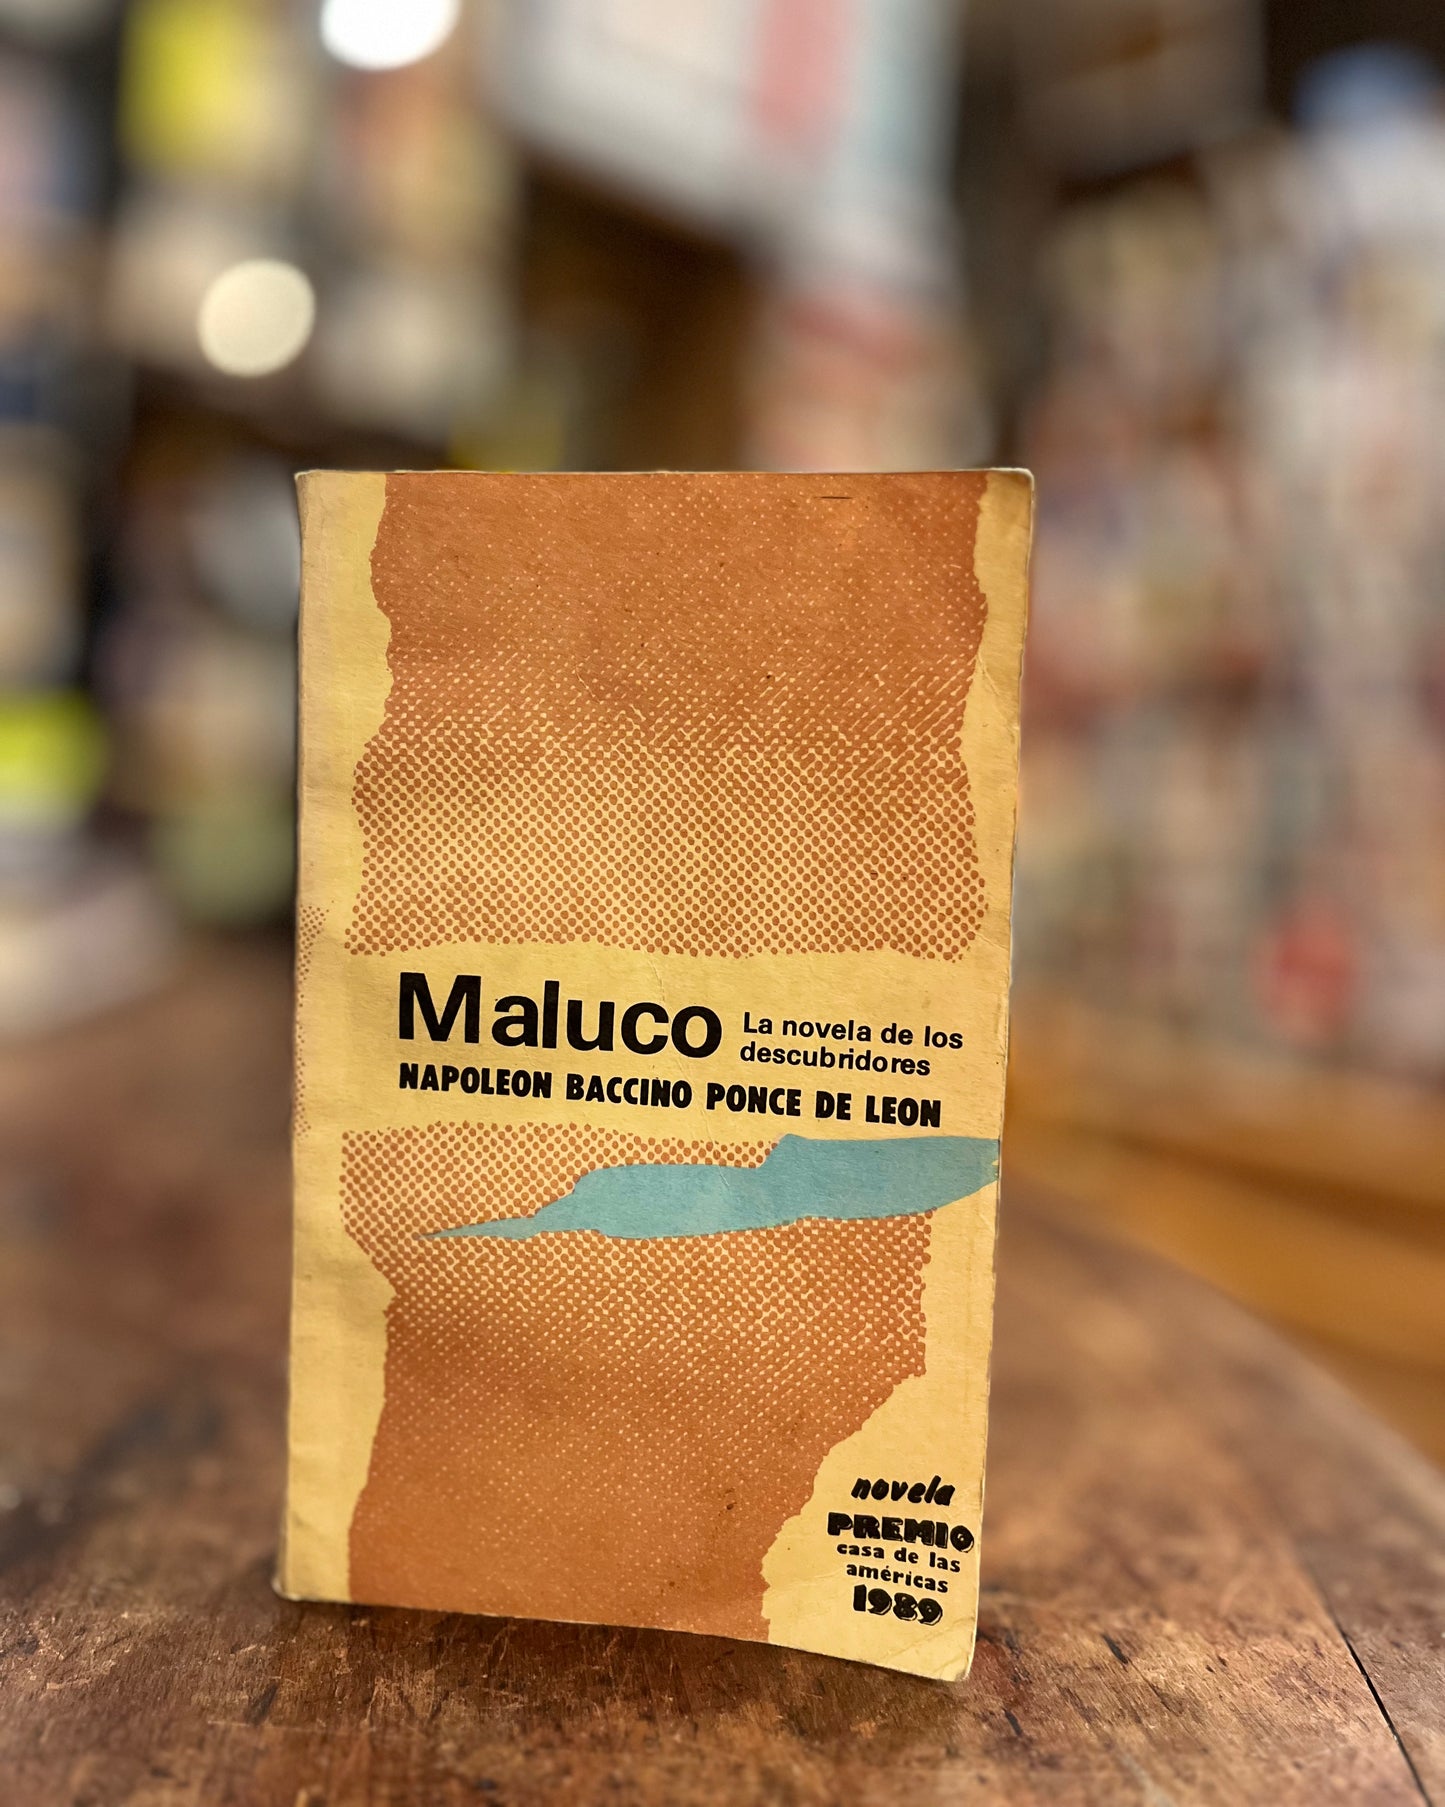 Maluco
La novela de los
descubridores
NAPOLEON BACCINO PONCE DE LEON
novela
PREMIO
casa de las
américas
1989